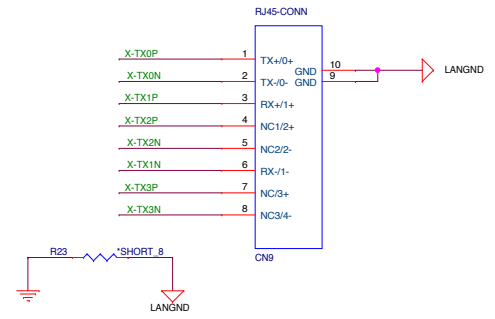 RJ45-CONN
X-TX0P 1 TX+/0+
X-TX0N 2 TX-/0-
X-TX1P 3 RX+/1+
X-TX2P 4 NC1/2+
X-TX2N 5 NC2/2-
X-TX1N 6 RX-/1-
X-TX3P 7 NC/3+
X-TX3N 8 NC3/4-
GND 10
GND 9
LANGND
CN9
R23 *SHORT_8
LANGND